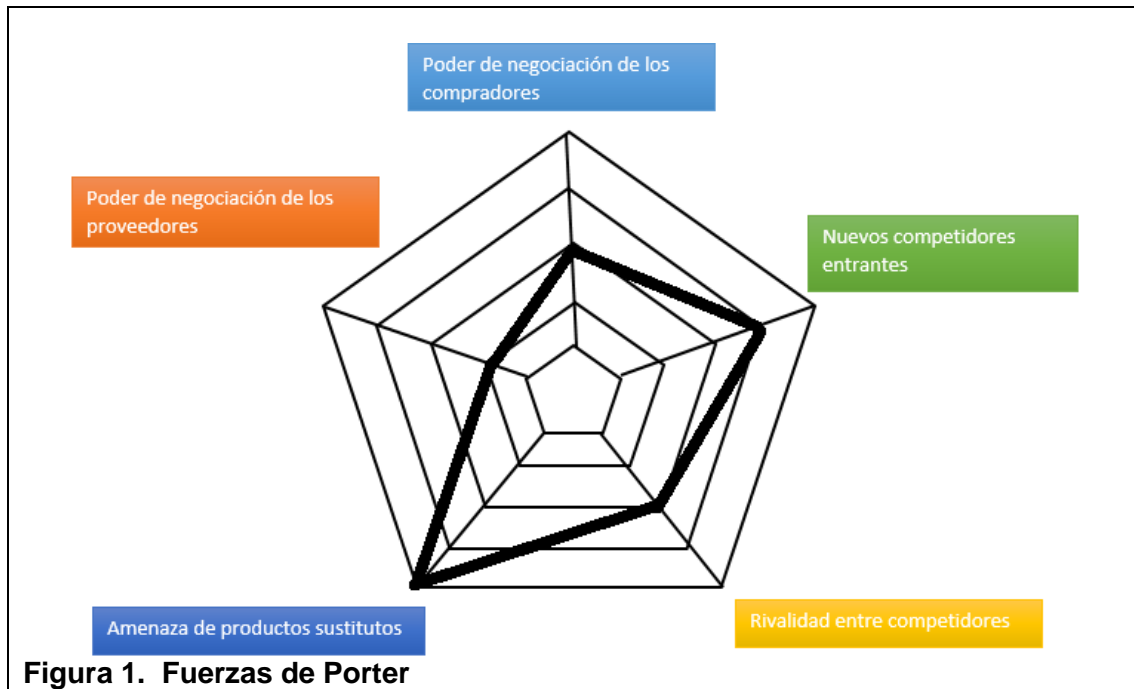 Poder de negociación de los
compradores
Poder de negociación de los
proveedores
Nuevos competidores
entrantes
Amenaza de productos sustitutos
Rivalidad entre competidores
Figura 1. Fuerzas de Porter